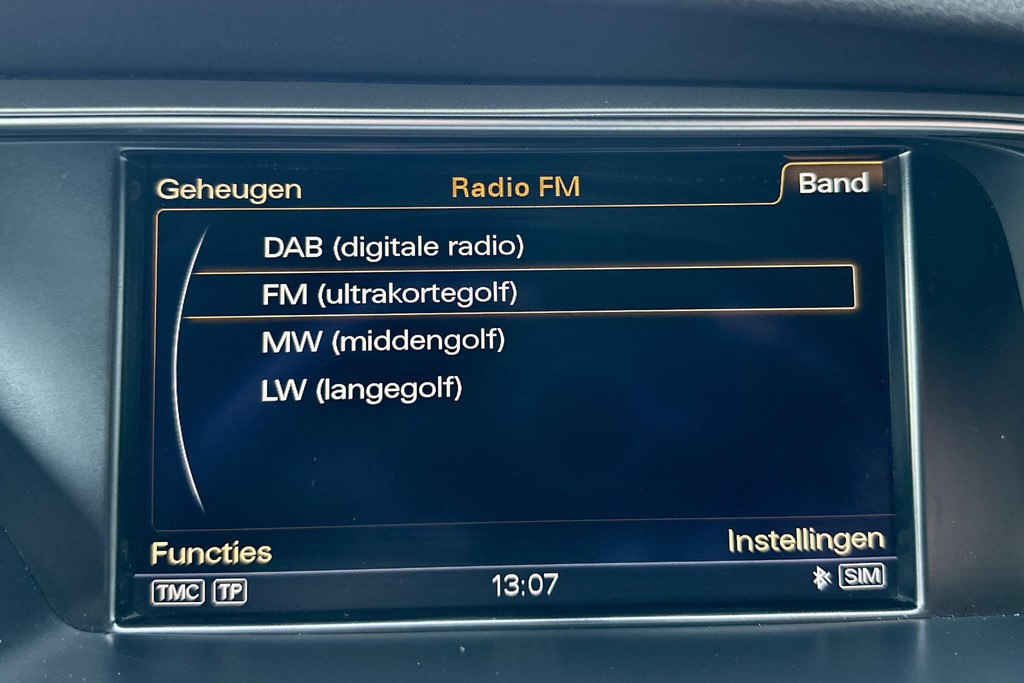 Geheugen Radio FM Band
DAB (digitale radio)
FM (ultrakortegolf)
MW (middengolf)
LW (langegolf)
Functies Instellingen
TMC TP 13:07 SIM